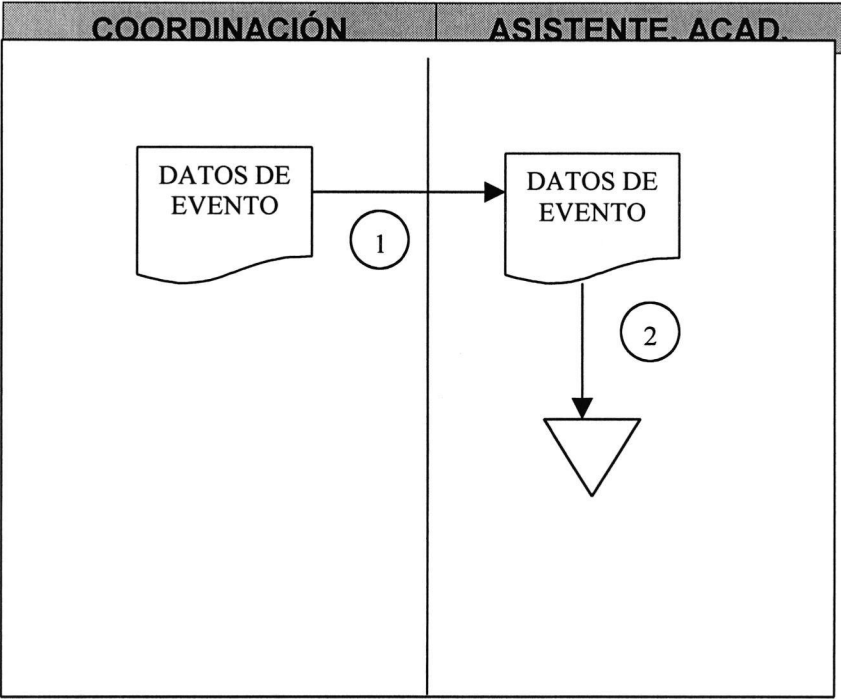 COORDINACIÓN
ASISTENTE. ACAD.
DATOS DE
EVENTO
DATOS DE
EVENTO
1
2